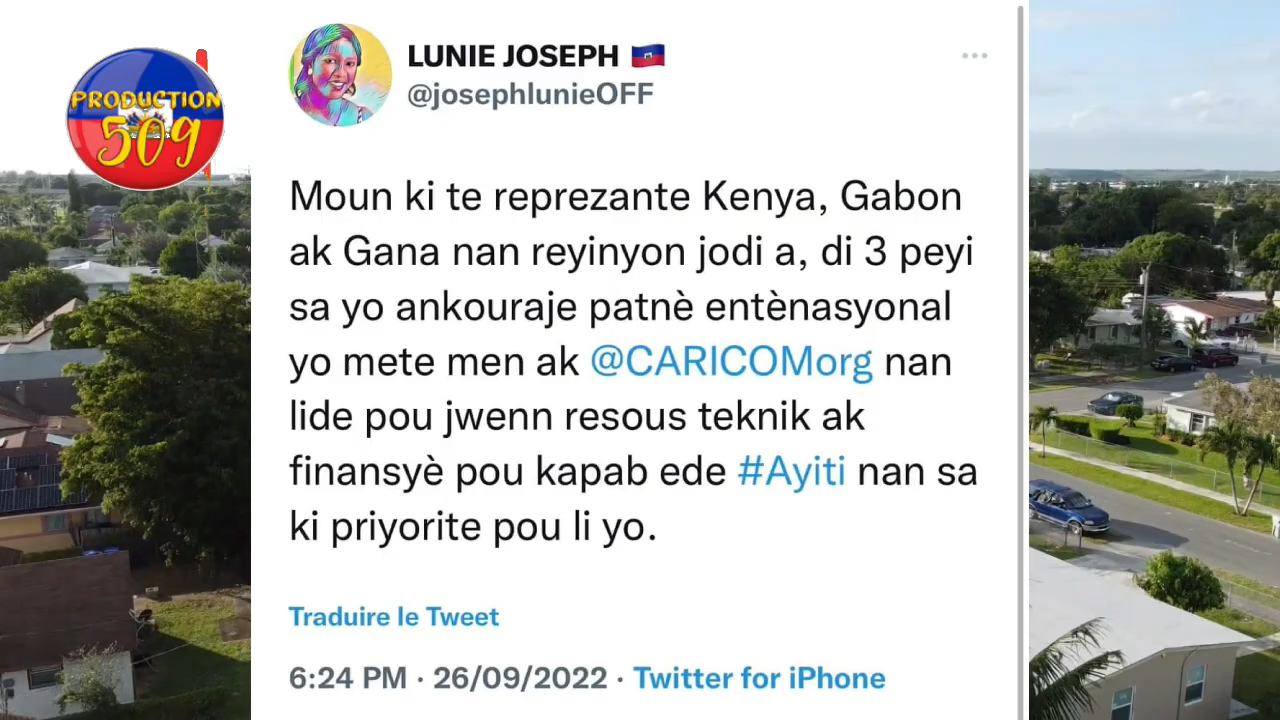 PRODUCTION
509
LUNIE JOSEPH 🇭🇹
@josephlunieOFF
Moun ki te reprezante Kenya, Gabon
ak Gana nan reyinyon jodi a, di 3 peyi
sa yo ankouraje patnè entènasyonal
yo mete men ak @CARICOMorg nan
lide pou jwenn resous teknik ak
finansyè pou kapab ede #Ayiti nan sa
ki priyorite pou li yo.
Traduire le Tweet
6:24 PM · 26/09/2022 · Twitter for iPhone